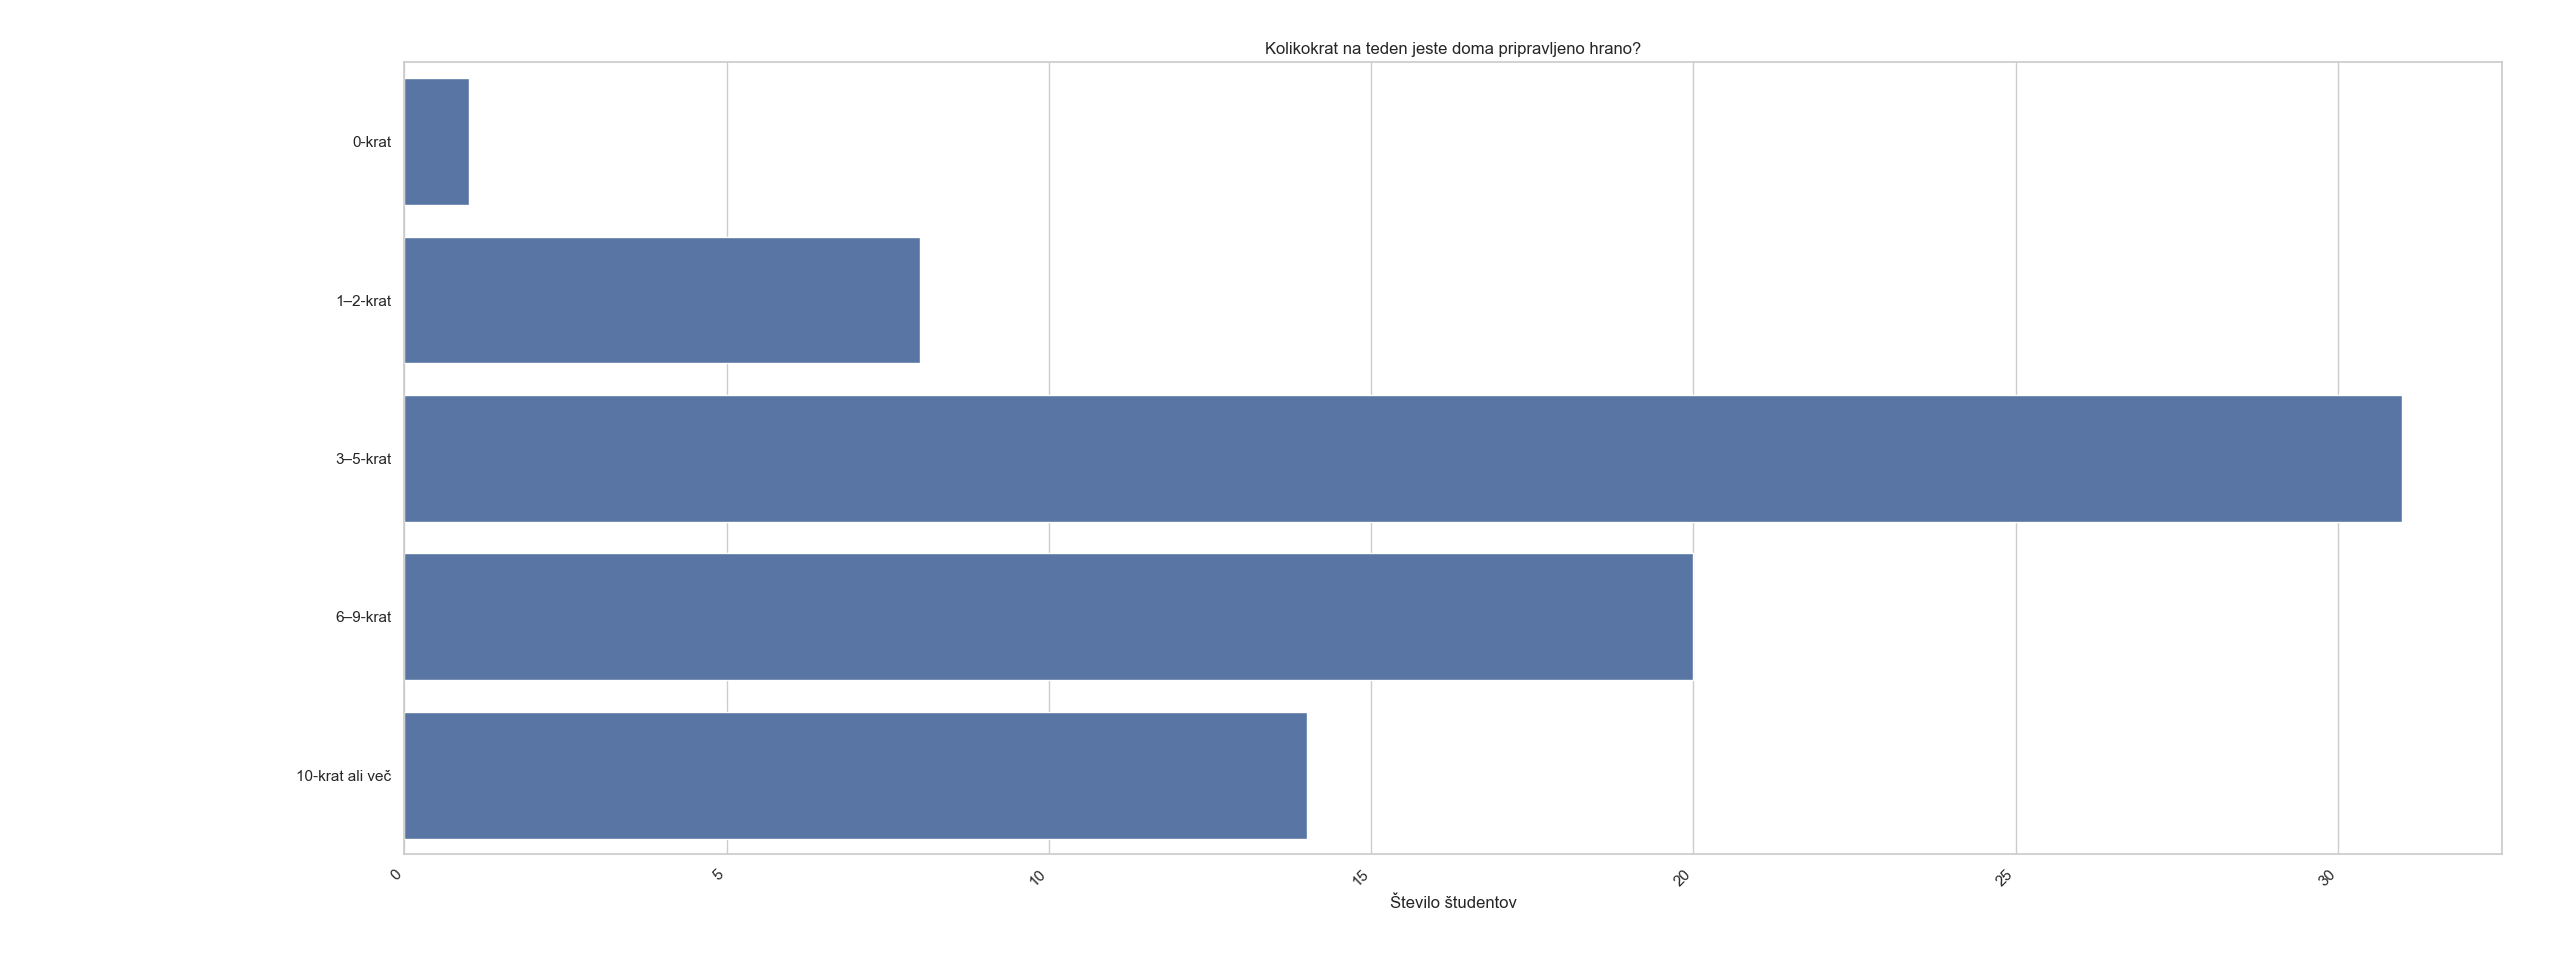 Kolikokrat na teden jeste doma pripravljeno hrano?
0-krat
1–2-krat
3–5-krat
6–9-krat
10-krat ali več
0 5 10 15 20 25 30
Število študentov